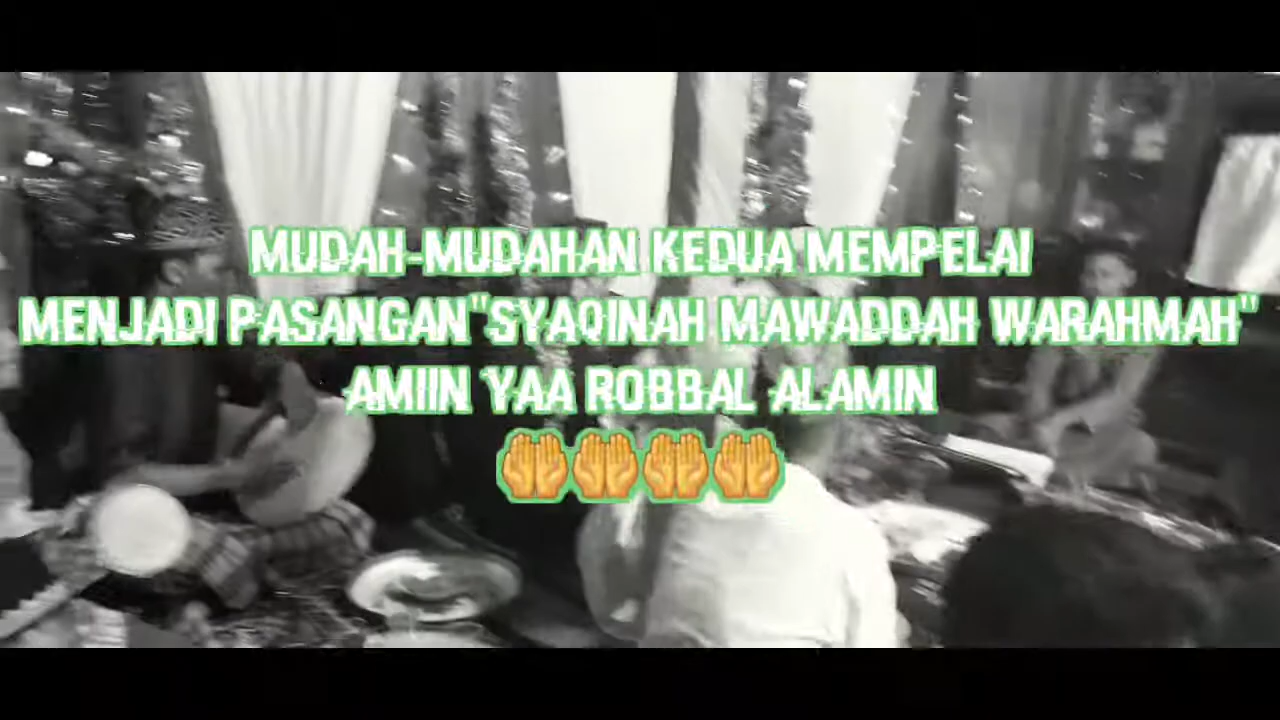 MUDAH-MUDAHAN KEDUA MEMPELAI
MENJADI PASANGAN"SYAQINAH MAWADDAH WARAHMAH"
AMIIN YAA ROBBAL ALAMIN
🤲🤲🤲🤲